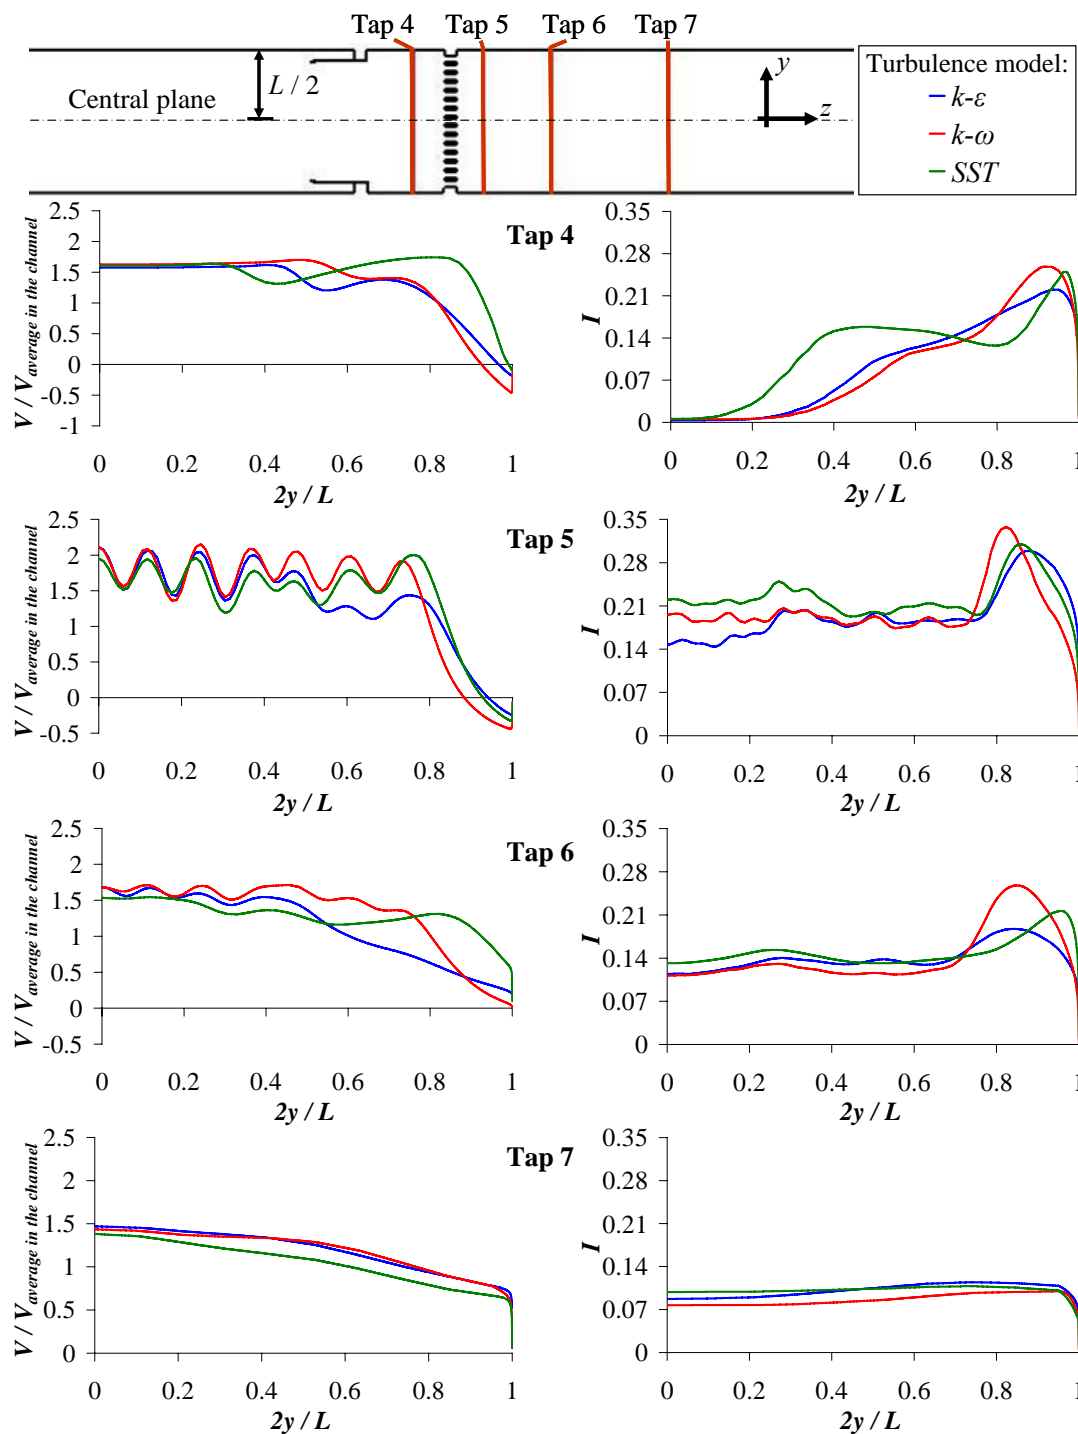 Tap 4 Tap 5 Tap 6 Tap 7
L / 2
Central plane
y
z
Turbulence model:
k-ε
k-ω
SST
Tap 4
V / V average in the channel
2.5
2
1.5
1
0.5
0
-0.5
-1
0 0.2 0.4 0.6 0.8 1
2y / L
I
0.35
0.28
0.21
0.14
0.07
0
0 0.2 0.4 0.6 0.8 1
2y / L
Tap 5
V / V average in the channel
2.5
2
1.5
1
0.5
0
-0.5
0 0.2 0.4 0.6 0.8 1
2y / L
I
0.35
0.28
0.21
0.14
0.07
0
0 0.2 0.4 0.6 0.8 1
2y / L
Tap 6
V / V average in the channel
2.5
2
1.5
1
0.5
0
-0.5
0 0.2 0.4 0.6 0.8 1
2y / L
I
0.35
0.28
0.21
0.14
0.07
0
0 0.2 0.4 0.6 0.8 1
2y / L
Tap 7
V / V average in the channel
2.5
2
1.5
1
0.5
0
0 0.2 0.4 0.6 0.8 1
2y / L
I
0.35
0.28
0.21
0.14
0.07
0
0 0.2 0.4 0.6 0.8 1
2y / L